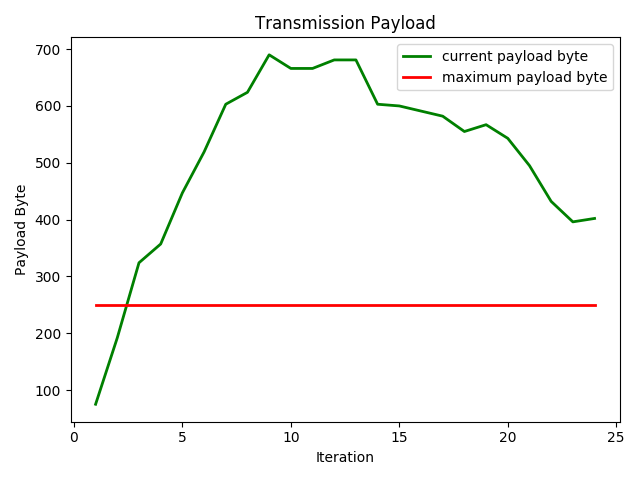 Transmission Payload
current payload byte
maximum payload byte
Payload Byte
700
600
500
400
300
200
100
0 5 10 15 20 25
Iteration